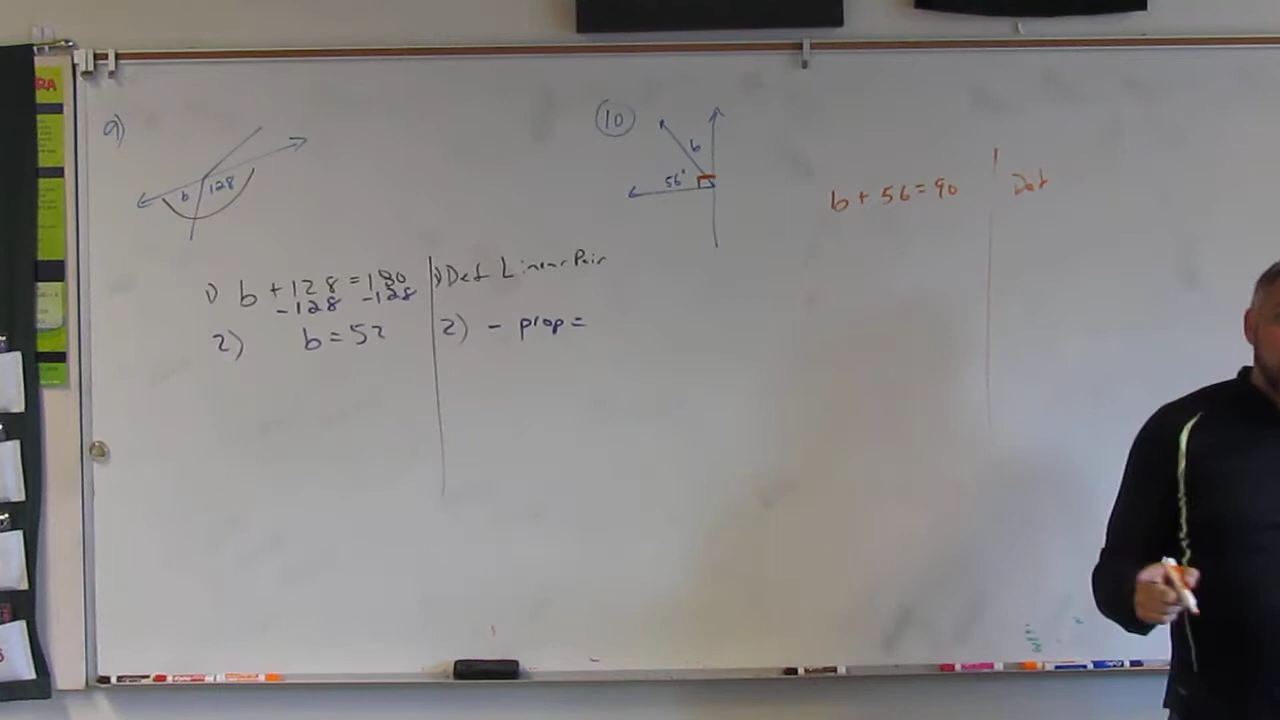 9)
b 128
1) b + 128 = 180 1) Def Linear Pair
-128 -128
2) b = 52 2) - prop =
10
b
56°
b + 56 = 90 Def
RA